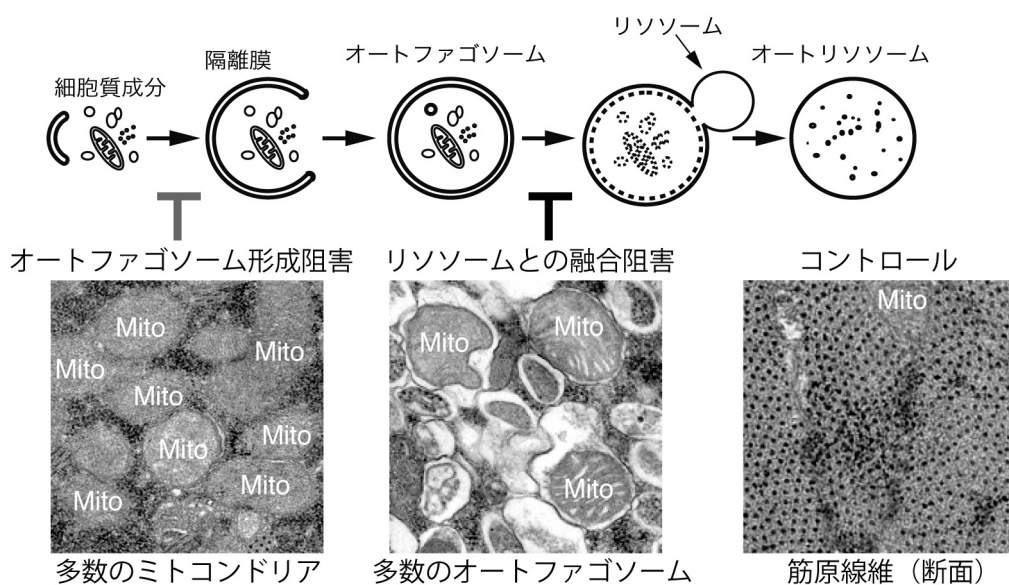 リソソーム
オートファゴソーム
オートリソソーム
隔離膜
細胞質成分
オートファゴソーム形成阻害
リソソームとの融合阻害
コントロール
Mito
Mito
Mito
Mito
Mito
Mito
Mito
Mito
Mito
Mito
Mito
Mito
多数のミトコンドリア
多数のオートファゴソーム
筋原線維（断面）